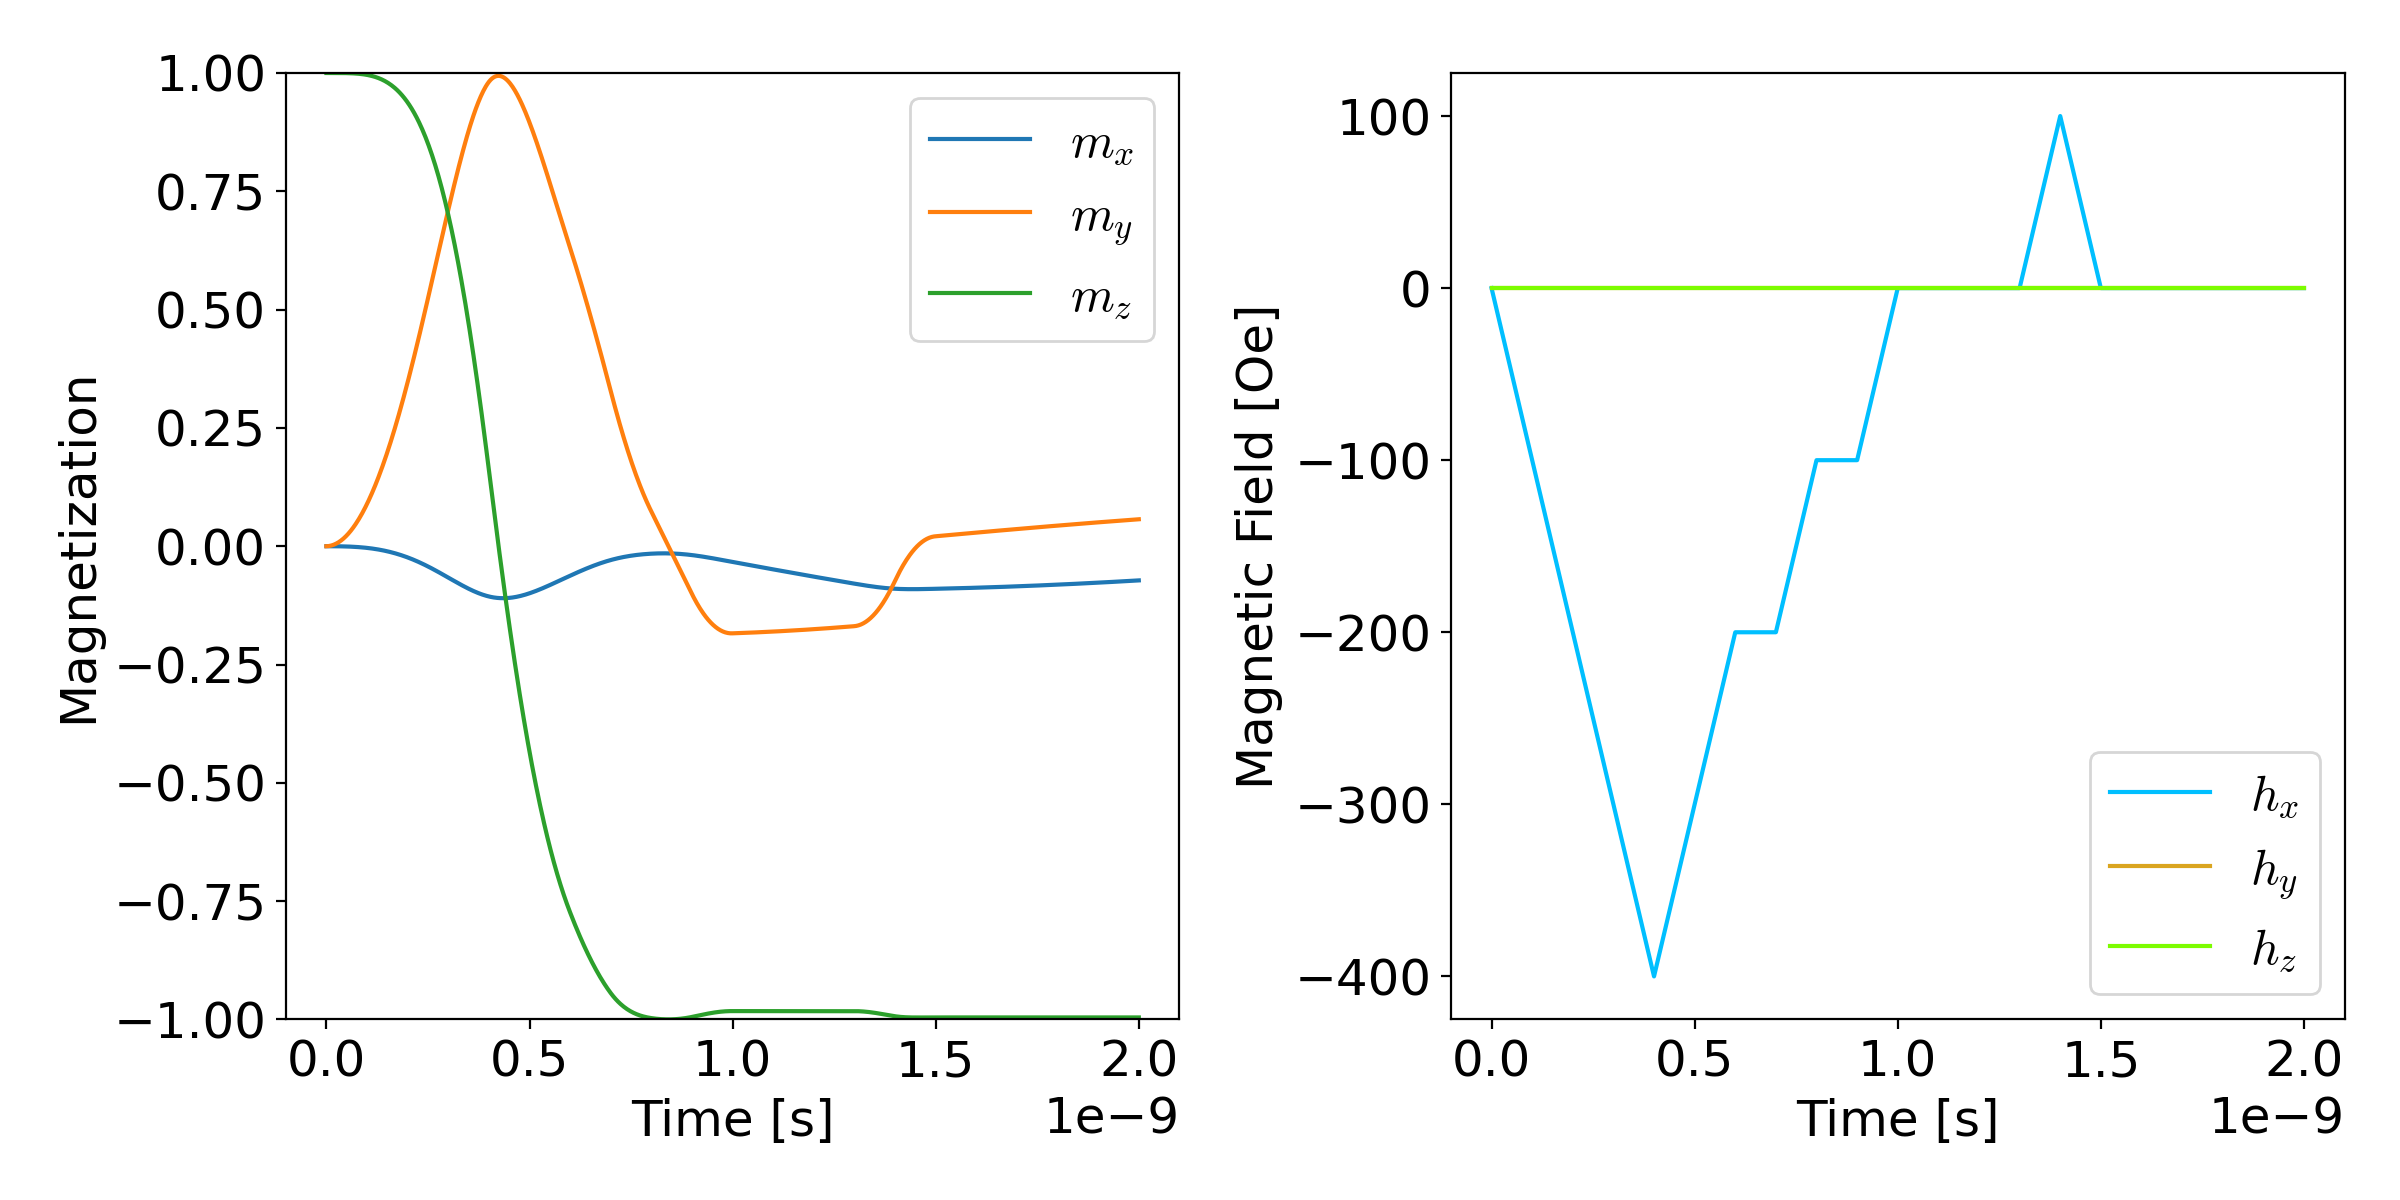 Magnetization
1.00
0.75
0.50
0.25
0.00
−0.25
−0.50
−0.75
−1.00
0.0 0.5 1.0 1.5 2.0
Time [s]
1e−9
m_x
m_y
m_z
Magnetic Field [Oe]
100
0
−100
−200
−300
−400
0.0 0.5 1.0 1.5 2.0
Time [s]
1e−9
h_x
h_y
h_z